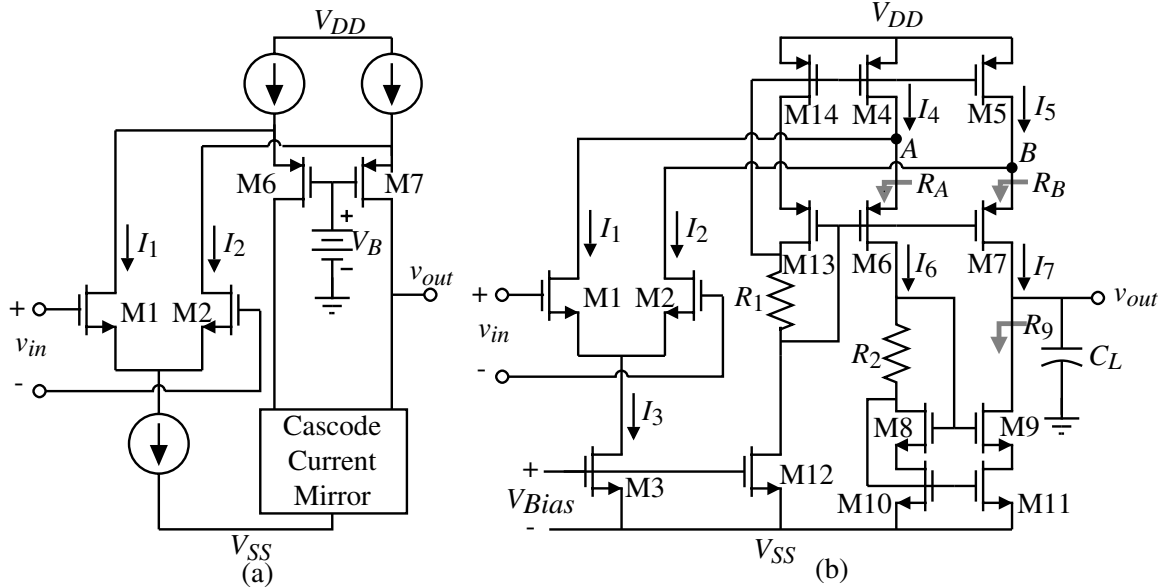 V_DD
M6
M7
+
V_B
-
I_1
I_2
+
v_in
-
M1
M2
v_out
Cascode
Current
Mirror
V_SS
(a)
V_DD
M14
M4
I_4
M5
I_5
A
B
R_A
R_B
I_1
I_2
M13
M6
I_6
M7
I_7
+
v_in
-
M1
M2
R_1
v_out
R_2
R_9
C_L
I_3
M8
M9
+
V_Bias
-
M3
M12
M10
M11
V_SS
(b)